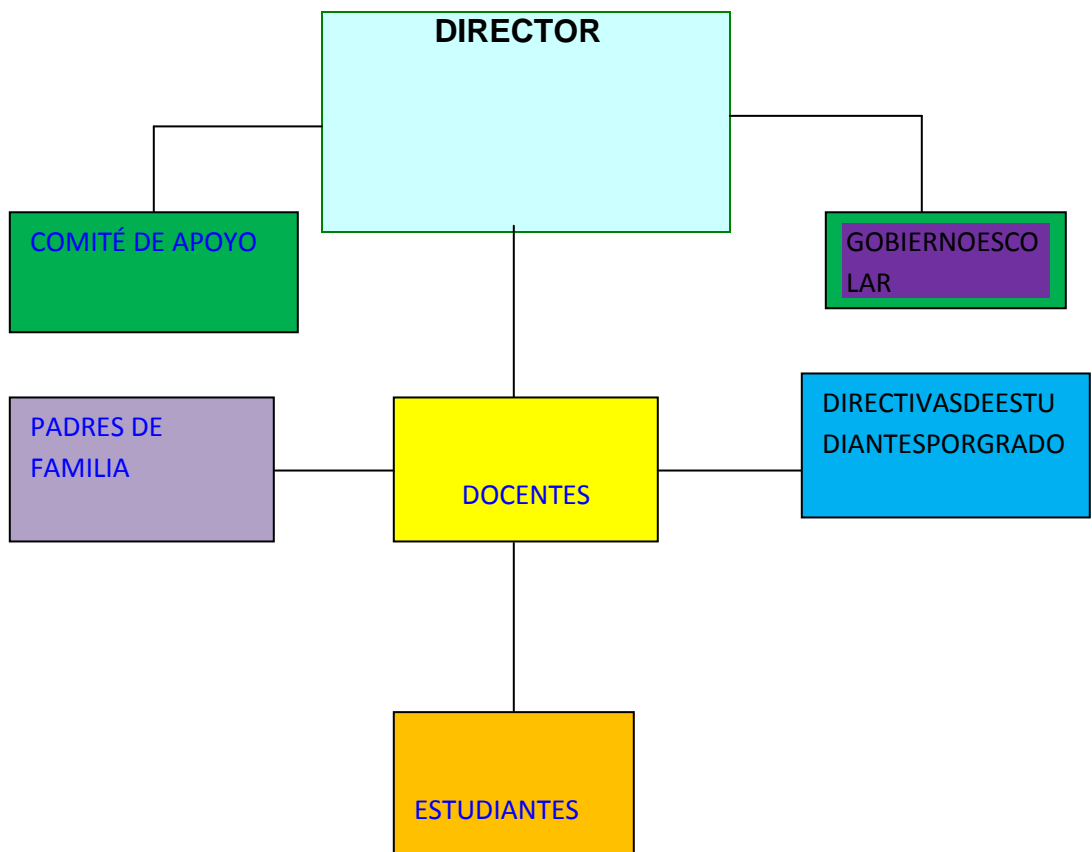 DIRECTOR
COMITÉ DE APOYO
GOBIERNOESCO
LAR
PADRES DE
FAMILIA
DOCENTES
DIRECTIVASDEESTU
DIANTESPORGRADO
ESTUDIANTES